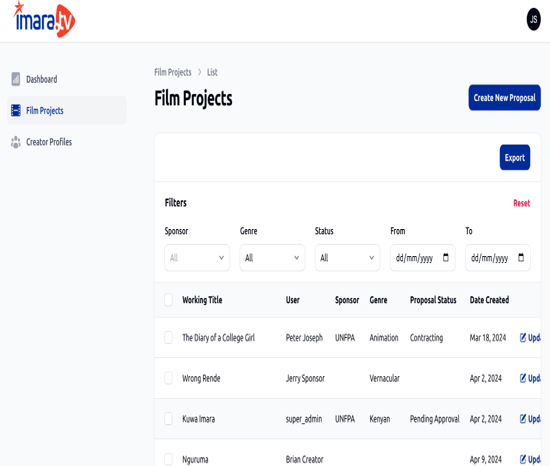 imara.tv
JS
Dashboard
Film Projects
Creator Profiles
Film Projects > List
Film Projects
Create New Proposal
Export
Filters
Reset
Sponsor Genre Status From To
All All All dd/mm/yyyy dd/mm/yyyy
Working Title User Sponsor Genre Proposal Status Date Created
The Diary of a College Girl Peter Joseph UNFPA Animation Contracting Mar 18, 2024 Upda
Wrong Rende Jerry Sponsor Vernacular Apr 2, 2024 Upda
Kuwa Imara super_admin UNFPA Kenyan Pending Approval Apr 2, 2024 Upda
Nguruma Brian Creator Apr 9, 2024 Upda